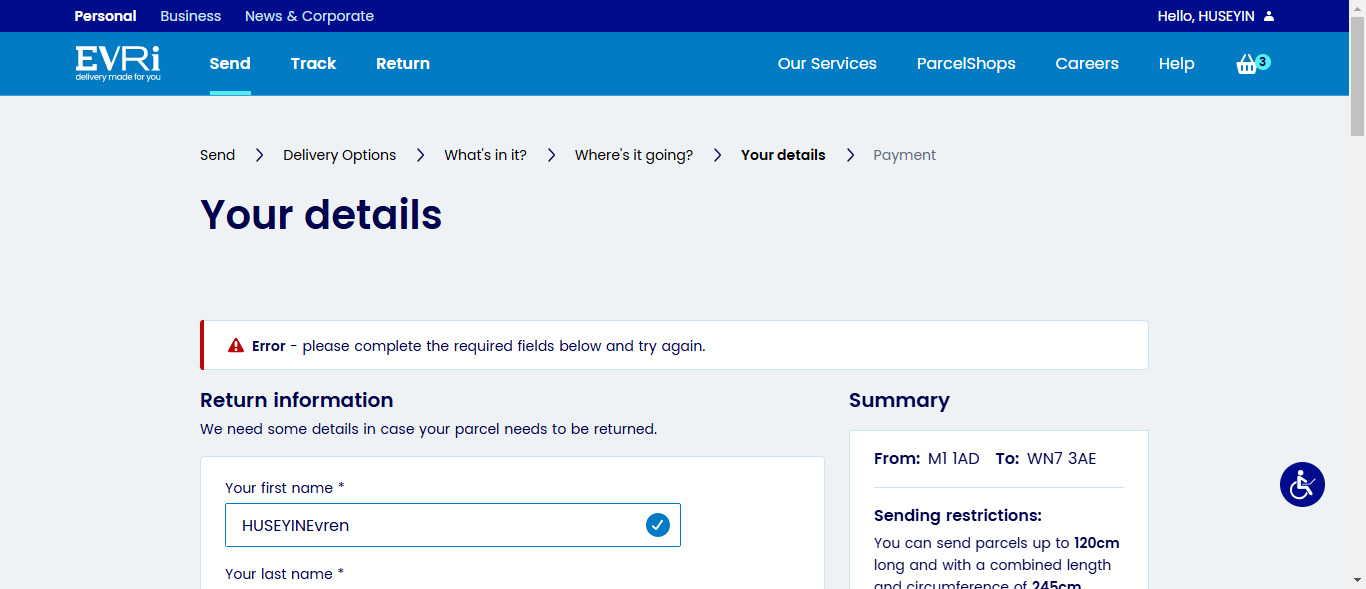 Personal Business News & Corporate Hello, HUSEYIN
EVRi Send Track Return Our Services ParcelShops Careers Help 3
delivery made for you
Send Delivery Options What's in it? Where's it going? Your details Payment
Your details
Error - please complete the required fields below and try again.
Return information
We need some details in case your parcel needs to be returned.
Your first name *
HUSEYINEvren
Your last name *
Summary
From: M1 1AD To: WN7 3AE
Sending restrictions:
You can send parcels up to 120cm
long and with a combined length
and circumference of 245cm